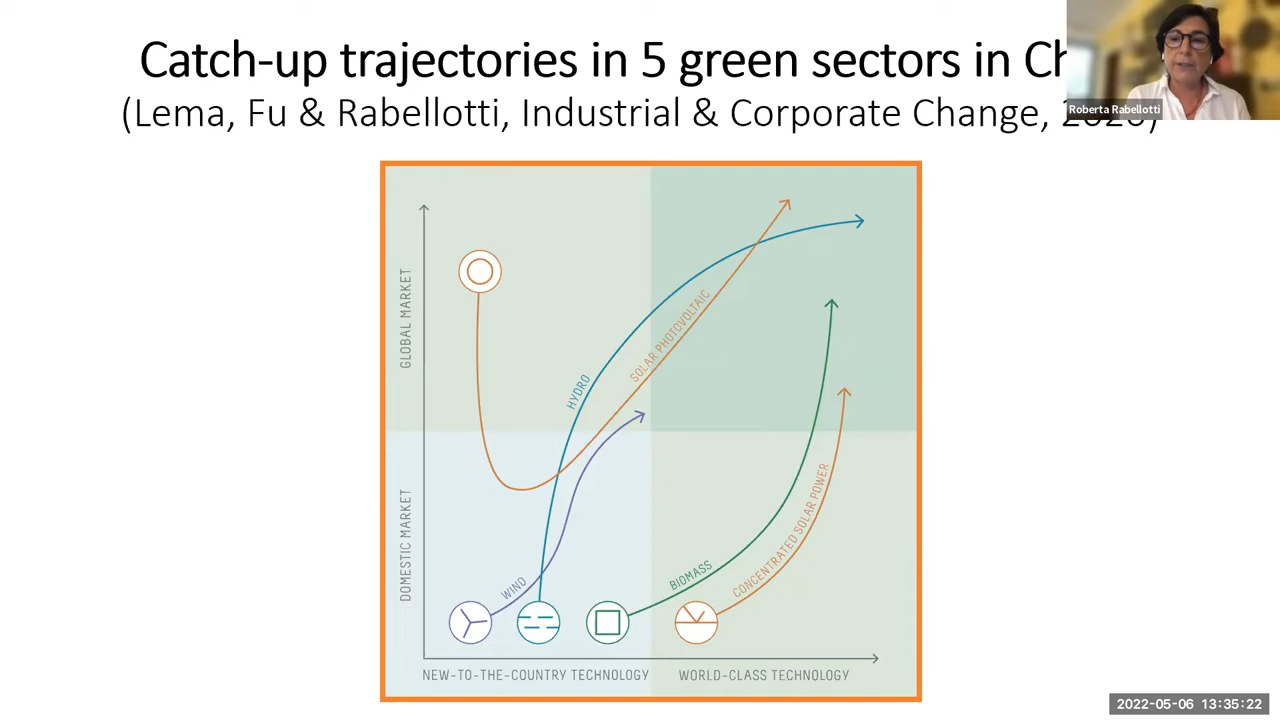 Catch-up trajectories in 5 green sectors in
(Lema, Fu & Rabellotti, Industrial & Corporate Change,
Roberta Rabellotti
GLOBAL MARKET
DOMESTIC MARKET
HYDRO
SOLAR PHOTOVOLTAIC
WIND
BIOMASS
CONCENTRATED SOLAR POWER
NEW-TO-THE-COUNTRY TECHNOLOGY
WORLD-CLASS TECHNOLOGY
2022-05-06 13:35:22